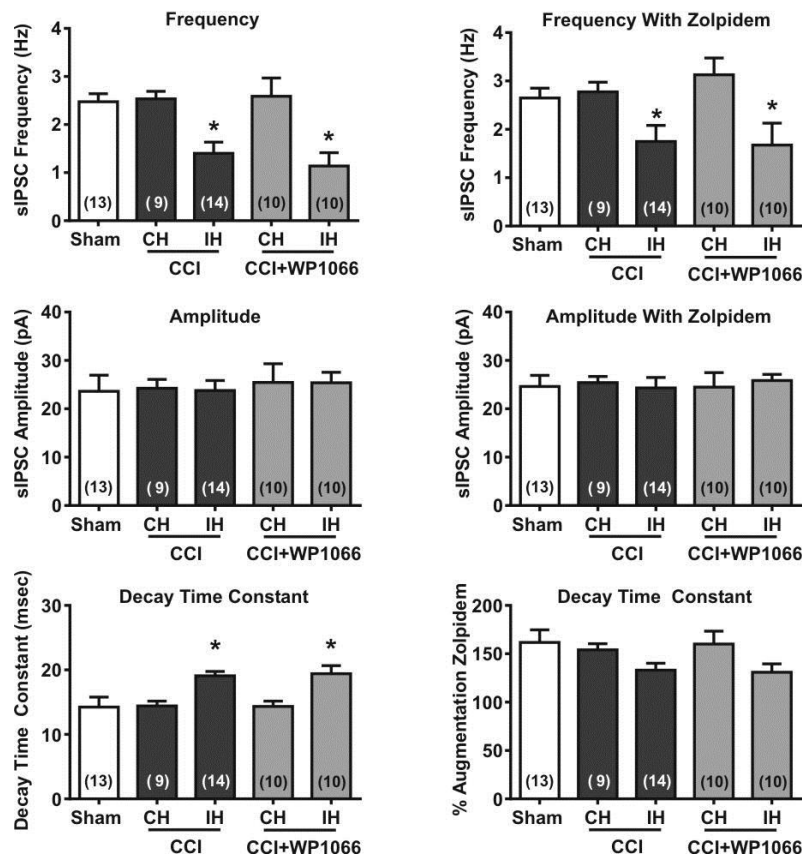 Frequency
sIPSC Frequency (Hz)
4
3
2
1
0
* *
(13) ( 9) (14) (10) (10)
Sham CH IH CH IH
CCI CCI+WP1066
Frequency With Zolpidem
sIPSC Frequency (Hz)
4
3
2
1
0
* *
(13) (9) (14) (10) (10)
Sham CH IH CH IH
CCI CCI+WP1066
Amplitude
sIPSC Amplitude (pA)
40
30
20
10
0
(13) ( 9) (14) (10) (10)
Sham CH IH CH IH
CCI CCI+WP1066
Amplitude With Zolpidem
sIPSC Amplitude (pA)
40
30
20
10
0
(13) (9) (14) (10) (10)
Sham CH IH CH IH
CCI CCI+WP1066
Decay Time Constant
Decay Time Constant (msec)
30
20
10
0
* *
(13) ( 9) (14) (10) (10)
Sham CH IH CH IH
CCI CCI+WP1066
Decay Time Constant
% Augmentation Zolpidem
200
150
100
50
0
(13) (9) (14) (10) (10)
Sham CH IH CH IH
CCI CCI+WP1066